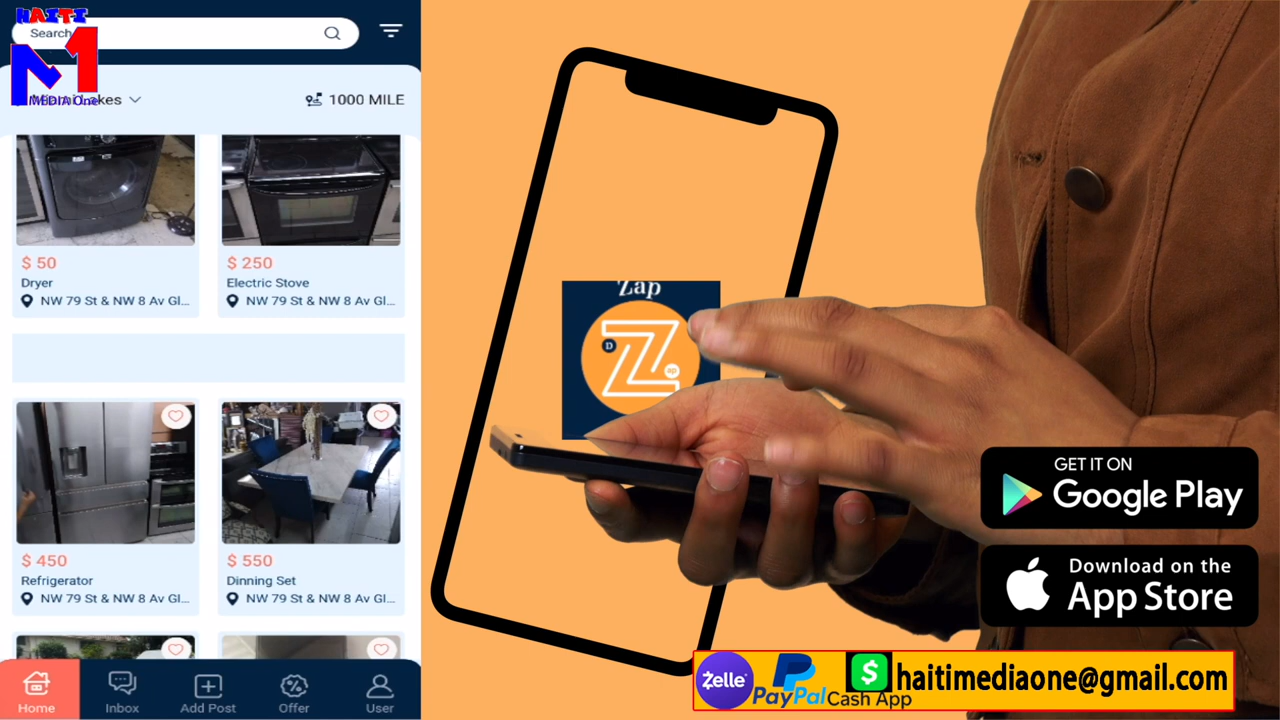 HAITI
Search
M1
MEDIA One
Miami Lakes
1000 MILE
$ 50
Dryer
NW 79 St & NW 8 Av Gl...
$ 250
Electric Stove
NW 79 St & NW 8 Av Gl...
$ 450
Refrigerator
NW 79 St & NW 8 Av Gl...
$ 550
Dinning Set
NW 79 St & NW 8 Av Gl...
Home
Inbox
Add Post
Offer
User
Zap
D
Z
GET IT ON
Google Play
Download on the
App Store
Zelle
PayPal
$
Cash App
haitimediaone@gmail.com